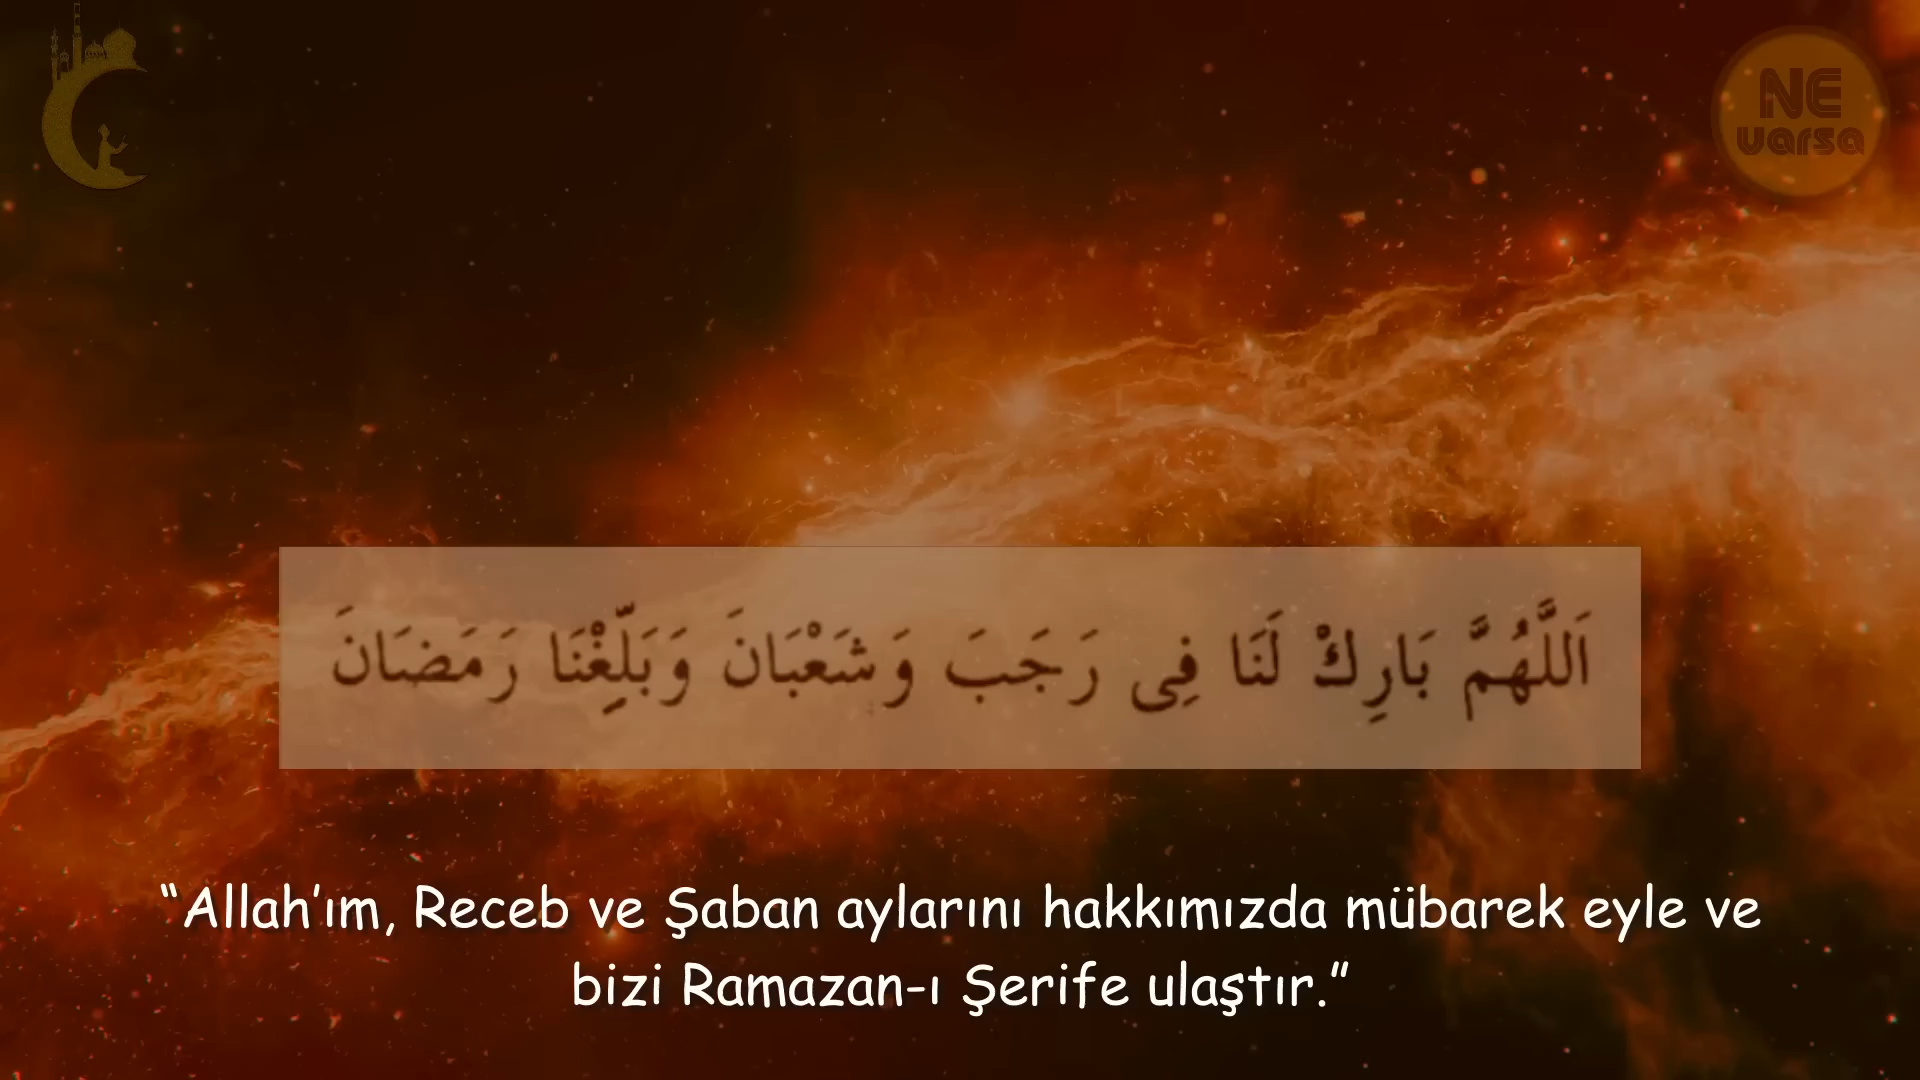 NE
varsa
اَللَّهُمَّ بَارِكْ لَنَا فِى رَجَبَ وَشَعْبَانَ وَبَلِّغْنَا رَمَضَانَ
“Allah’ım, Receb ve Şaban aylarını hakkımızda mübarek eyle ve
bizi Ramazan-ı Şerife ulaştır.”